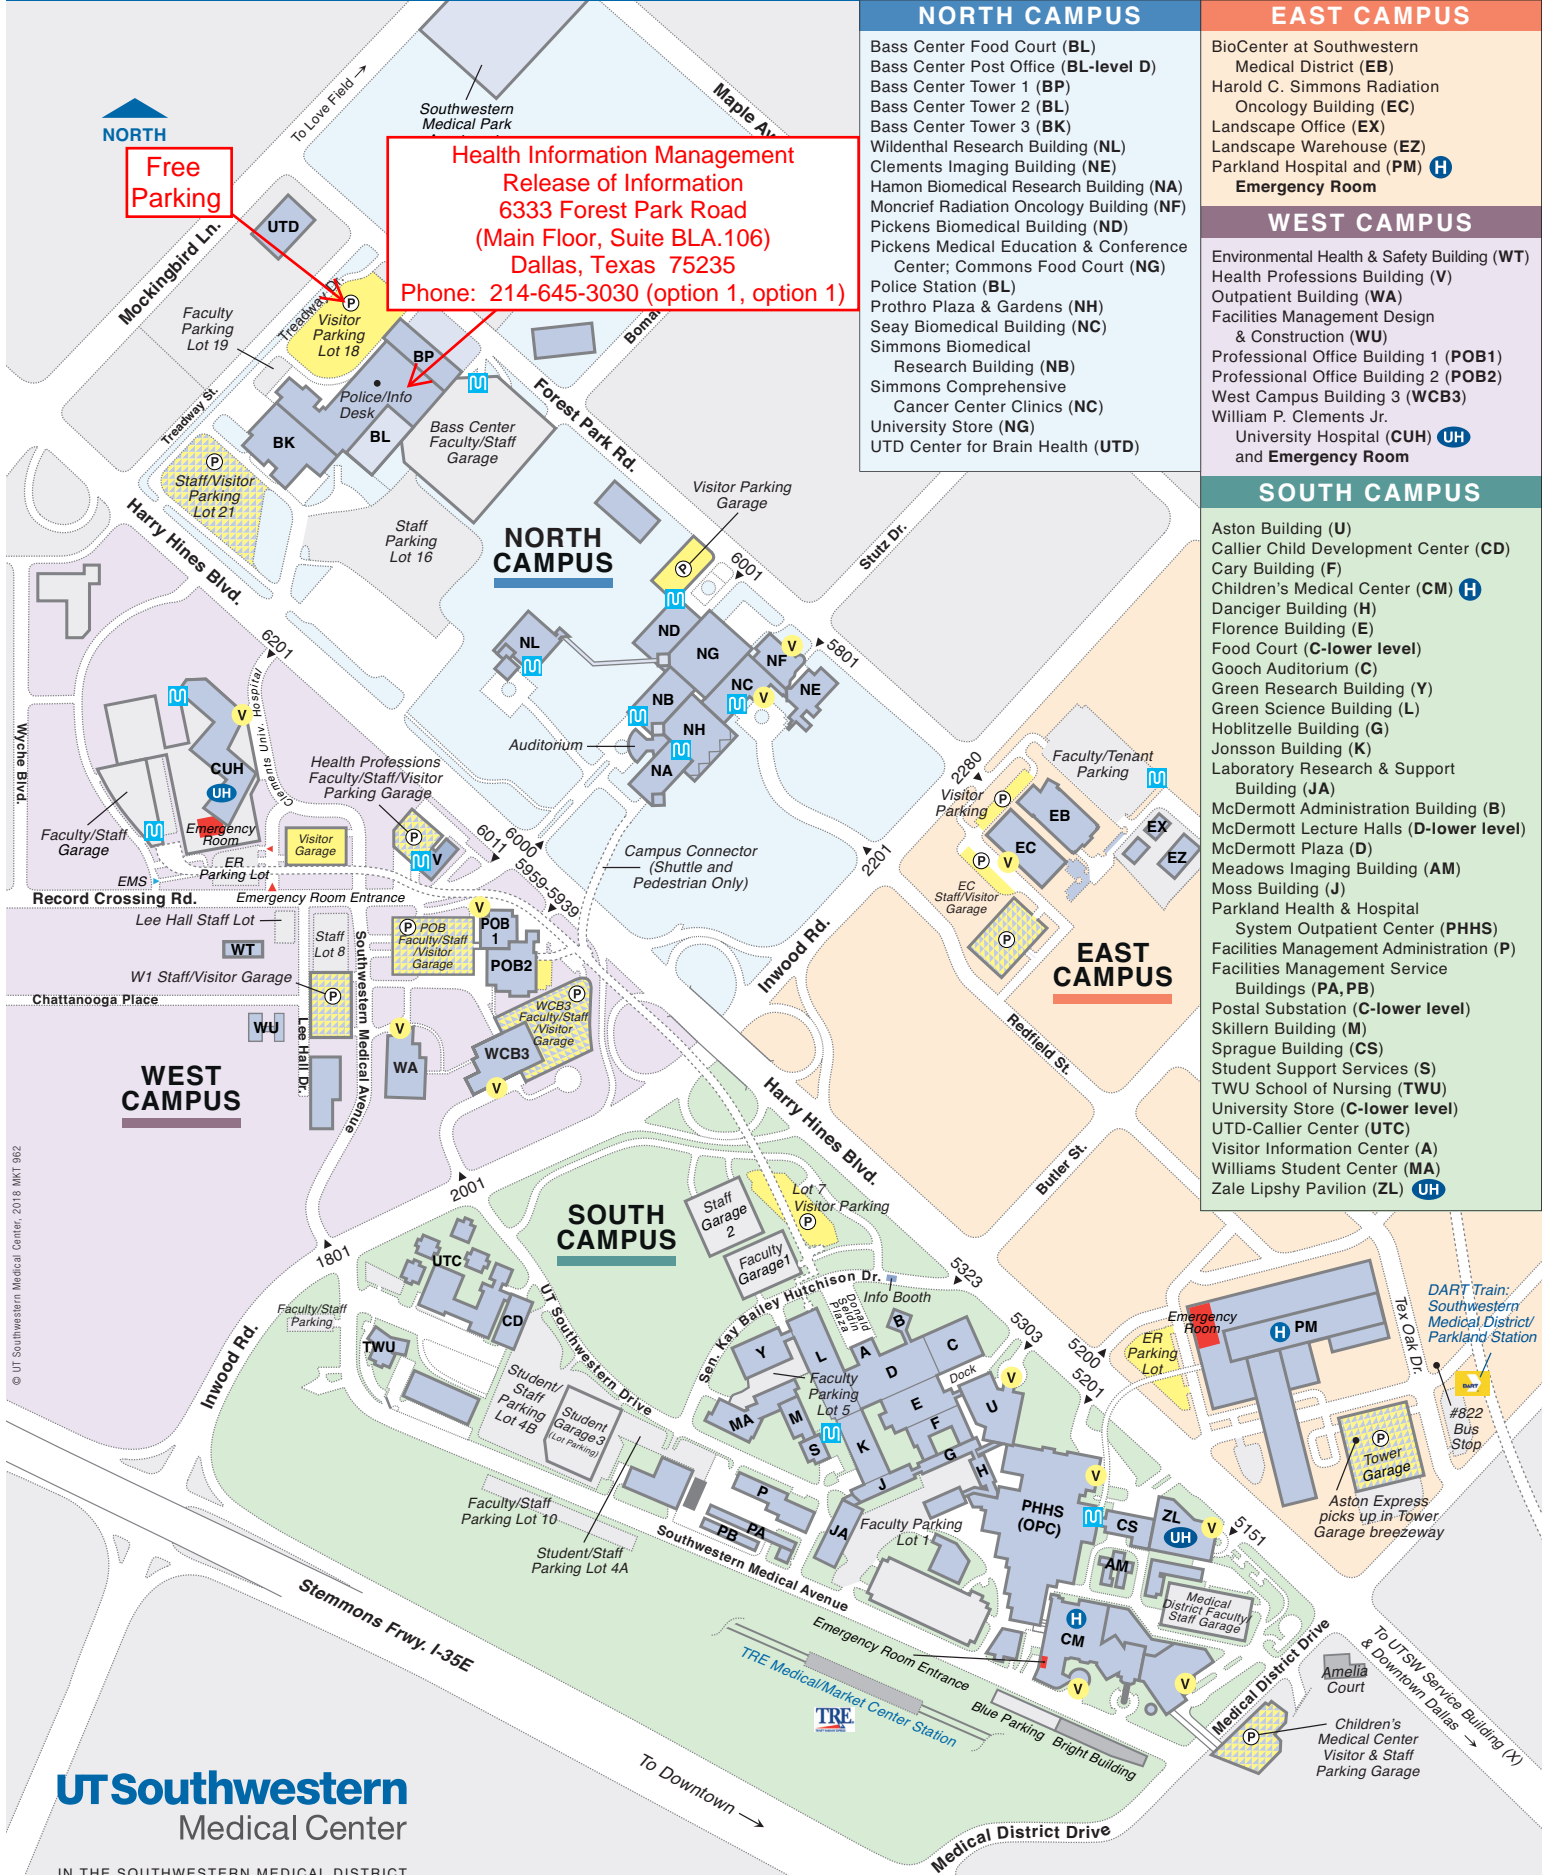 NORTH CAMPUS
Bass Center Food Court (BL)
Bass Center Post Office (BL-level D)
Bass Center Tower 1 (BP)
Bass Center Tower 2 (BL)
Bass Center Tower 3 (BK)
Wildenthal Research Building (NL)
Clements Imaging Building (NE)
Hamon Biomedical Research Building (NA)
Moncrief Radiation Oncology Building (NF)
Pickens Biomedical Building (ND)
Pickens Medical Education & Conference
Center; Commons Food Court (NG)
Police Station (BL)
Prothro Plaza & Gardens (NH)
Seay Biomedical Building (NC)
Simmons Biomedical
Research Building (NB)
Simmons Comprehensive
Cancer Center Clinics (NC)
University Store (NG)
UTD Center for Brain Health (UTD)
EAST CAMPUS
BioCenter at Southwestern
Medical District (EB)
Harold C. Simmons Radiation
Oncology Building (EC)
Landscape Office (EX)
Landscape Warehouse (EZ)
Parkland Hospital and (PM) H
Emergency Room
WEST CAMPUS
Environmental Health & Safety Building (WT)
Health Professions Building (V)
Outpatient Building (WA)
Facilities Management Design
& Construction (WU)
Professional Office Building 1 (POB1)
Professional Office Building 2 (POB2)
West Campus Building 3 (WCB3)
William P. Clements Jr.
University Hospital (CUH) UH
and Emergency Room
SOUTH CAMPUS
Aston Building (U)
Callier Child Development Center (CD)
Cary Building (F)
Children's Medical Center (CM) H
Danciger Building (H)
Florence Building (E)
Food Court (C-lower level)
Gooch Auditorium (C)
Green Research Building (Y)
Green Science Building (L)
Hoblitzelle Building (G)
Jonsson Building (K)
Laboratory Research & Support
Building (JA)
McDermott Administration Building (B)
McDermott Lecture Halls (D-lower level)
McDermott Plaza (D)
Meadows Imaging Building (AM)
Moss Building (J)
Parkland Health & Hospital
System Outpatient Center (PHHS)
Facilities Management Administration (P)
Facilities Management Service
Buildings (PA, PB)
Postal Substation (C-lower level)
Skillern Building (M)
Sprague Building (CS)
Student Support Services (S)
TWU School of Nursing (TWU)
University Store (C-lower level)
UTD-Callier Center (UTC)
Visitor Information Center (A)
Williams Student Center (MA)
Zale Lipshy Pavilion (ZL) UH
NORTH
To Love Field
Southwestern
Medical Park
Maple Av
Free
Parking
Health Information Management
Release of Information
6333 Forest Park Road
(Main Floor, Suite BLA.106)
Dallas, Texas 75235
Phone: 214-645-3030 (option 1, option 1)
UTD
Mockingbird Ln.
Treadway Dr.
P
Visitor
Parking
Lot 18
Faculty
Parking
Lot 19
Treadway St.
BP
Police/Info
Desk
BL
BK
Bass Center
Faculty/Staff
Garage
Forest Park Rd.
P
Staff/Visitor
Parking
Lot 21
Staff
Parking
Lot 16
Harry Hines Blvd.
NORTH
CAMPUS
Visitor Parking
Garage
P
6001
Stutz Dr.
5801
6201
NL
ND
NG
NF
V
NC
V
NE
NB
NH
NA
Auditorium
Wyche Blvd.
Clements Univ. Hospital
V
CUH
UH
Emergency
Room
Faculty/Staff
Garage
ER
Parking Lot
EMS
Visitor
Garage
Health Professions
Faculty/Staff/Visitor
Parking Garage
P
V
6011
6000
5959-5939
Campus Connector
(Shuttle and
Pedestrian Only)
2201
2280
Visitor
Parking
P
Faculty/Tenant
Parking
EB
EC
EX
EZ
P
V
EC
Staff/Visitor
Garage
P
EAST
CAMPUS
Inwood Rd.
Redfield St.
Butler St.
Record Crossing Rd.
Emergency Room Entrance
Lee Hall Staff Lot
WT
Staff
Lot 8
W1 Staff/Visitor Garage
P
Chattanooga Place
WU
Lee Hall Dr.
Southwestern Medical Avenue
P POB
Faculty/Staff
/Visitor
Garage
V
POB
1
POB2
P
WCB3
Faculty/Staff
/Visitor
Garage
WCB3
V
V
WA
WEST
CAMPUS
Harry Hines Blvd.
2001
1801
Inwood Rd.
© UT Southwestern Medical Center, 2018 MKT 962
SOUTH
CAMPUS
Staff
Garage
2
Faculty
Garage1
Lot 7
Visitor Parking
P
Sen. Kay Bailey Hutchison Dr.
Info Booth
Donald
Seldin
Plaza
5323
5303
5200
5201
UTC
CD
Faculty/Staff
Parking
TWU
UT Southwestern Drive
Student/
Staff
Parking
Lot 4B
Student
Garage 3
(Lot Parking)
Y
L
A
B
D
C
Dock
V
Faculty
Parking
Lot 5
MA
M
S
K
E
F
U
G
H
J
P
PA
PB
JA
Faculty Parking
Lot 1
PHHS
(OPC)
V
CS
ZL
UH
V
5151
AM
Medical
District Faculty/
Staff Garage
H
CM
V
V
Emergency Room Entrance
Faculty/Staff
Parking Lot 10
Student/Staff
Parking Lot 4A
Southwestern Medical Avenue
Stemmons Frwy. I-35E
TRE Medical/Market Center Station
TRE
Blue Parking
Bright Building
To Downtown
Medical District Drive
Medical District Drive
Amelia
Court
P
Children's
Medical Center
Visitor & Staff
Parking Garage
To UTSW Service Building (X)
& Downtown Dallas
Emergency
Room
ER
Parking
Lot
H PM
Tex Oak Dr.
DART Train:
Southwestern
Medical District/
Parkland Station
DART
#822
Bus
Stop
P
Tower
Garage
Aston Express
picks up in Tower
Garage breezeway
UTSouthwestern
Medical Center
IN THE SOUTHWESTERN MEDICAL DISTRICT